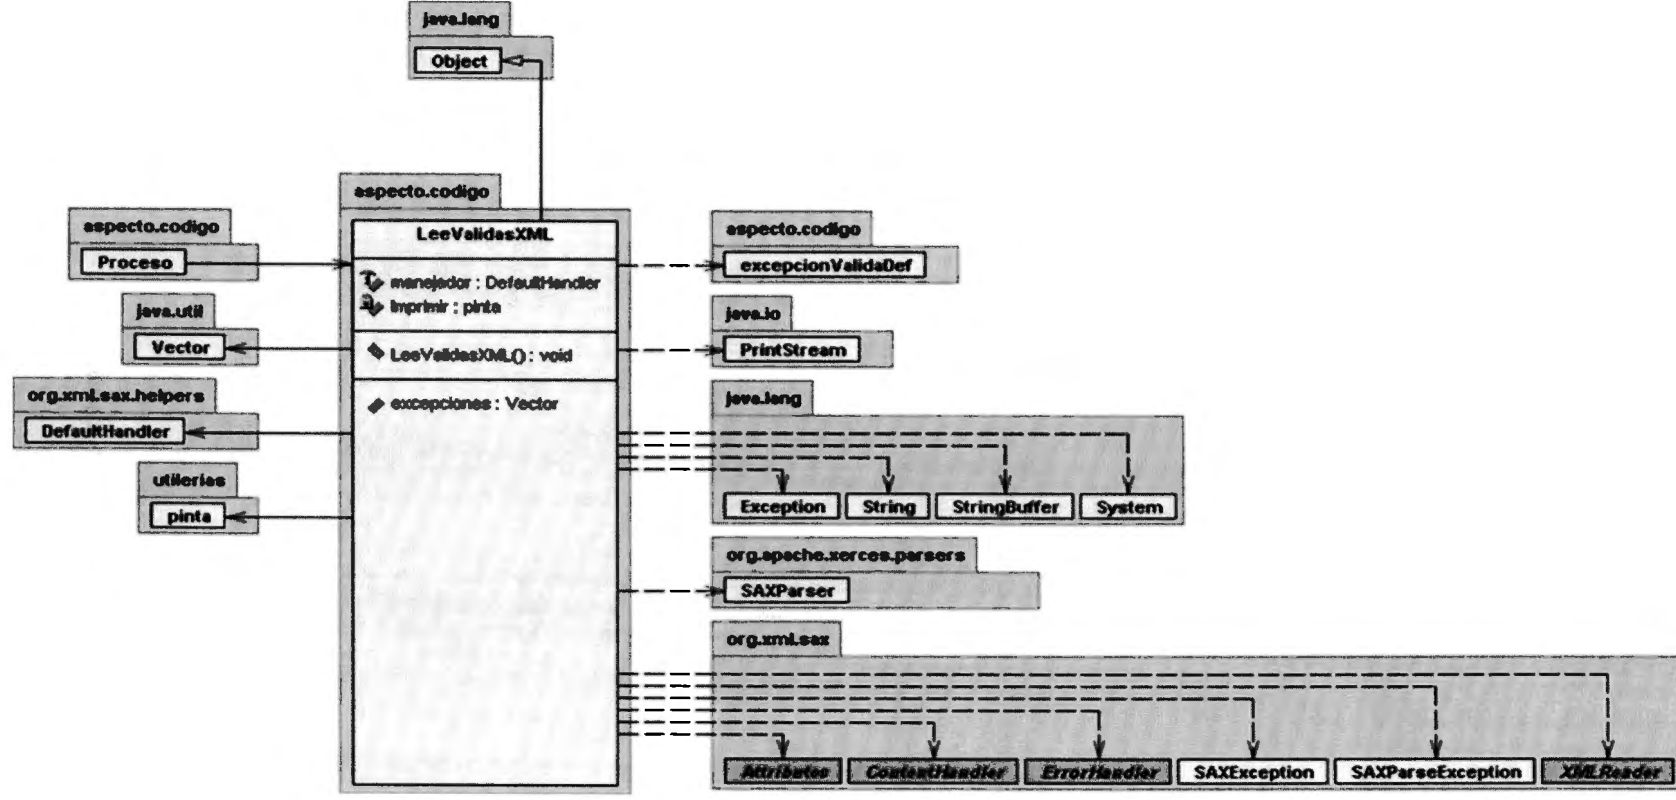 java.lang
Object
aspecto.codigo
LeeValidasXML
manejador : DefaultHandler
Imprimir : pinta
LeeValidasXML() : void
excepciones : Vector
aspecto.codigo
Proceso
java.util
Vector
org.xml.sax.helpers
DefaultHandler
utilerias
pinta
aspecto.codigo
excepcionValidaDef
java.io
PrintStream
java.lang
Exception String StringBuffer System
org.apache.xerces.parsers
SAXParser
org.xml.sax
Attributes ContentHandler ErrorHandler SAXException SAXParseException XMLReader